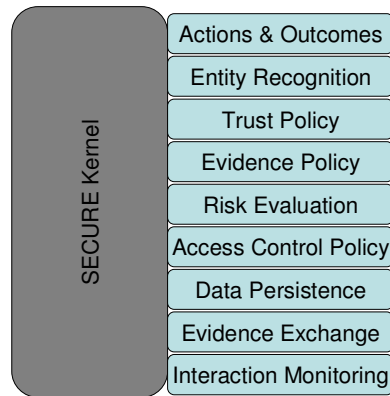 SECURE Kernel
Actions & Outcomes
Entity Recognition
Trust Policy
Evidence Policy
Risk Evaluation
Access Control Policy
Data Persistence
Evidence Exchange
Interaction Monitoring